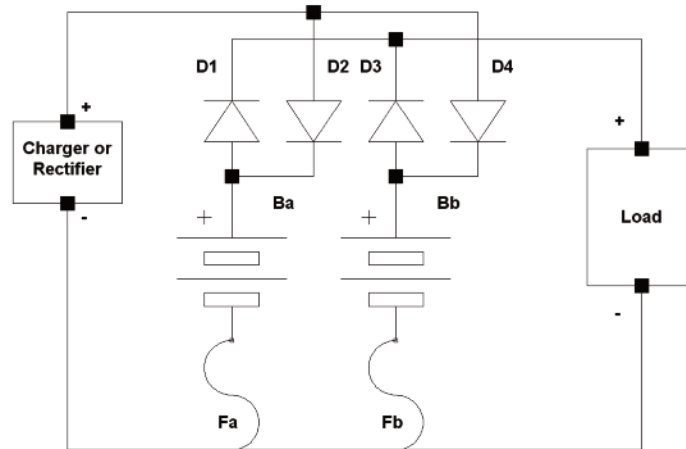 D1
D2
D3
D4
+
Charger or
Rectifier
-
+
Load
-
+
Ba
+
Bb
Fa
Fb